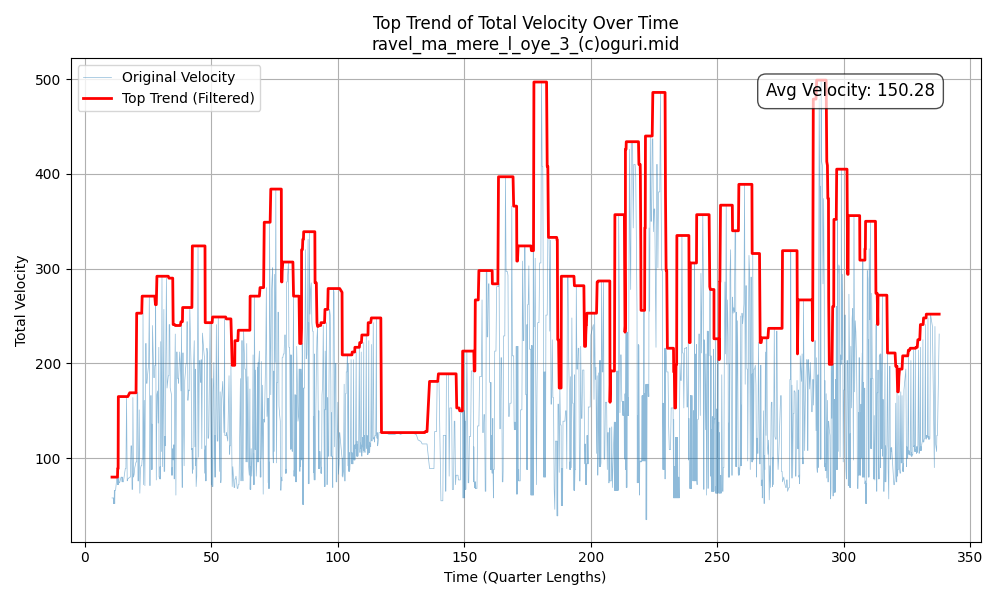 Top Trend of Total Velocity Over Time
ravel_ma_mere_l_oye_3_(c)oguri.mid
Original Velocity
Top Trend (Filtered)
Avg Velocity: 150.28
Total Velocity
500
400
300
200
100
0 50 100 150 200 250 300 350
Time (Quarter Lengths)